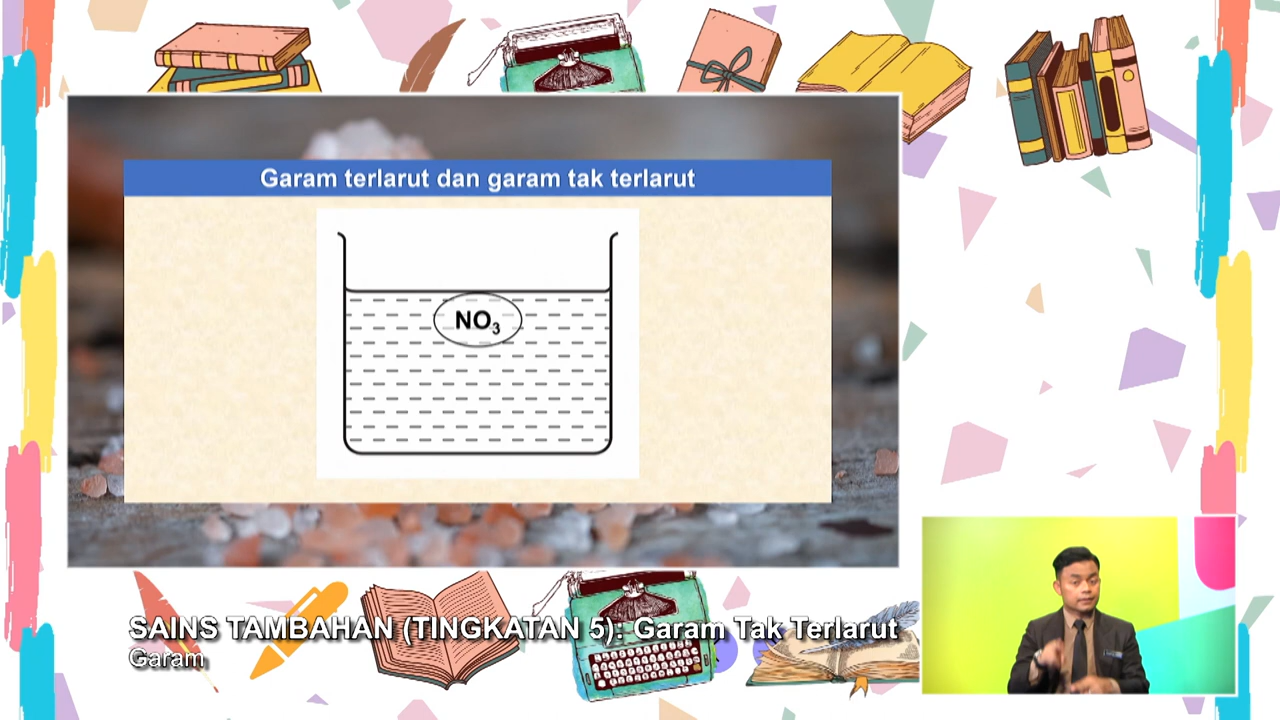 Garam terlarut dan garam tak terlarut
NO₃
SAINS TAMBAHAN (TINGKATAN 5): Garam Tak Terlarut
Garam